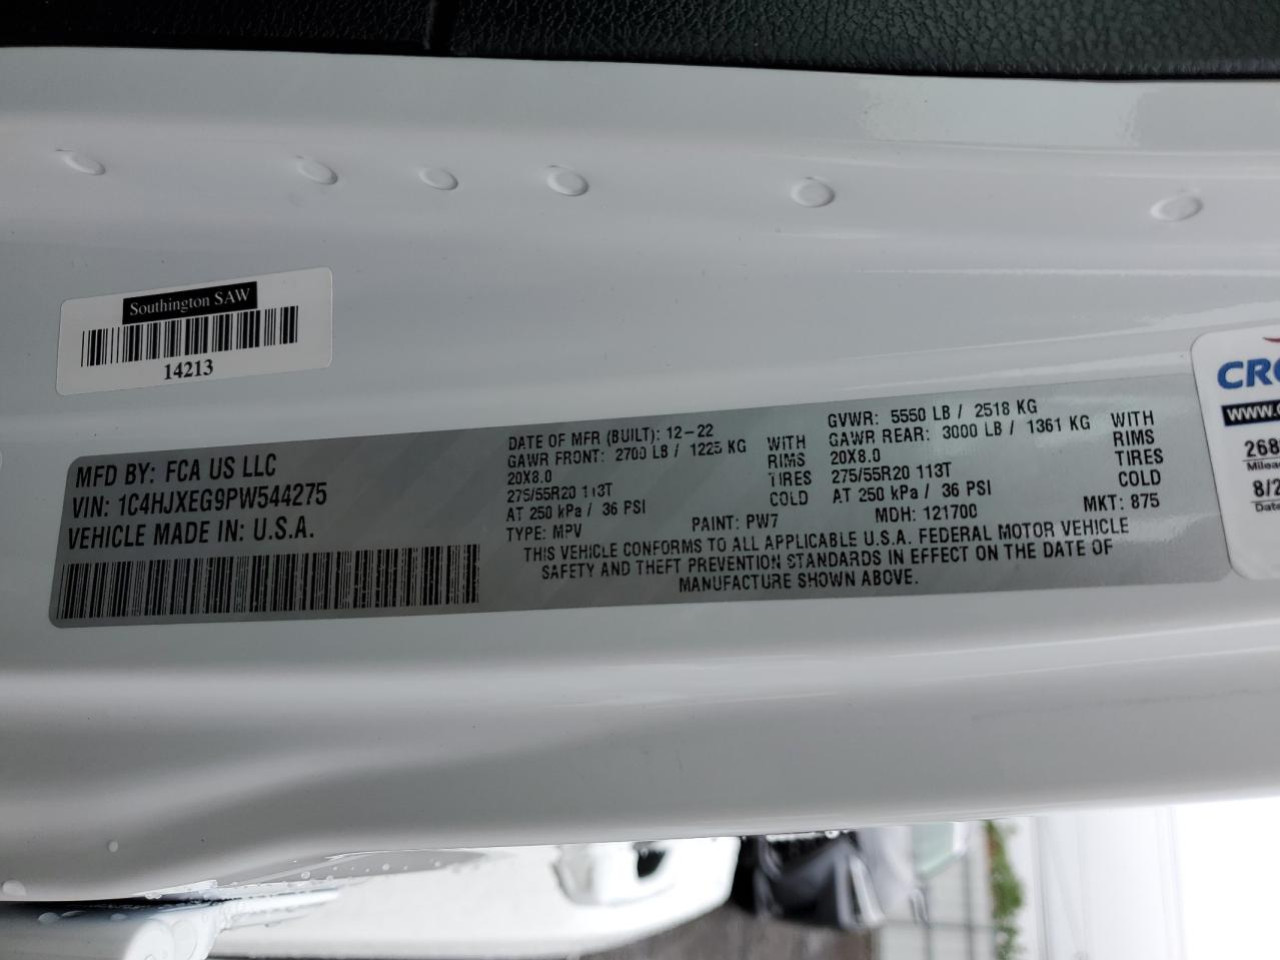 Southington SAW
14213
MFD BY: FCA US LLC
VIN: 1C4HJXEG9PW544275
VEHICLE MADE IN: U.S.A.
DATE OF MFR (BUILT): 12-22
GAWR FRONT: 2700 LB / 1225 KG WITH
20X8.0 RIMS
275/55R20 113T TIRES
AT 250 kPa / 36 PSI COLD
TYPE: MPV PAINT: PW7
GVWR: 5550 LB / 2518 KG
GAWR REAR: 3000 LB / 1361 KG WITH
20X8.0 RIMS
275/55R20 113T TIRES
AT 250 kPa / 36 PSI COLD
MDH: 121700 MKT: 875
THIS VEHICLE CONFORMS TO ALL APPLICABLE U.S.A. FEDERAL MOTOR VEHICLE
SAFETY AND THEFT PREVENTION STANDARDS IN EFFECT ON THE DATE OF
MANUFACTURE SHOWN ABOVE.
www.
268
8/2
Date